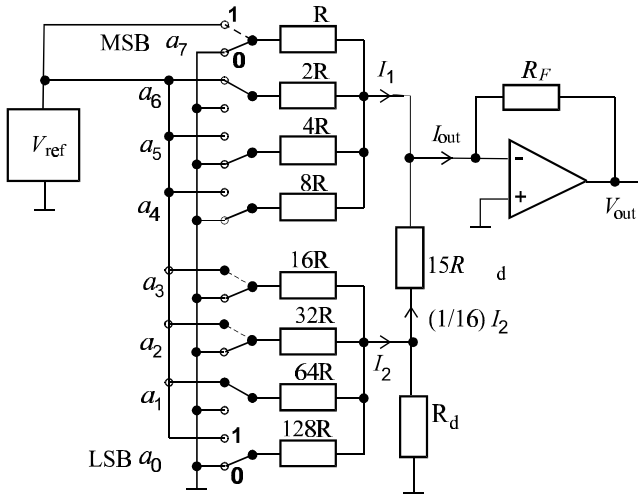 1
MSB a7
0
R
a6
2R
I1
RF
Vref
a5
4R
Iout
a4
8R
−
+
Vout
15R d
a3
16R
(1/16) I2
a2
32R
I2
a1
64R
Rd
1
LSB a0
128R
0